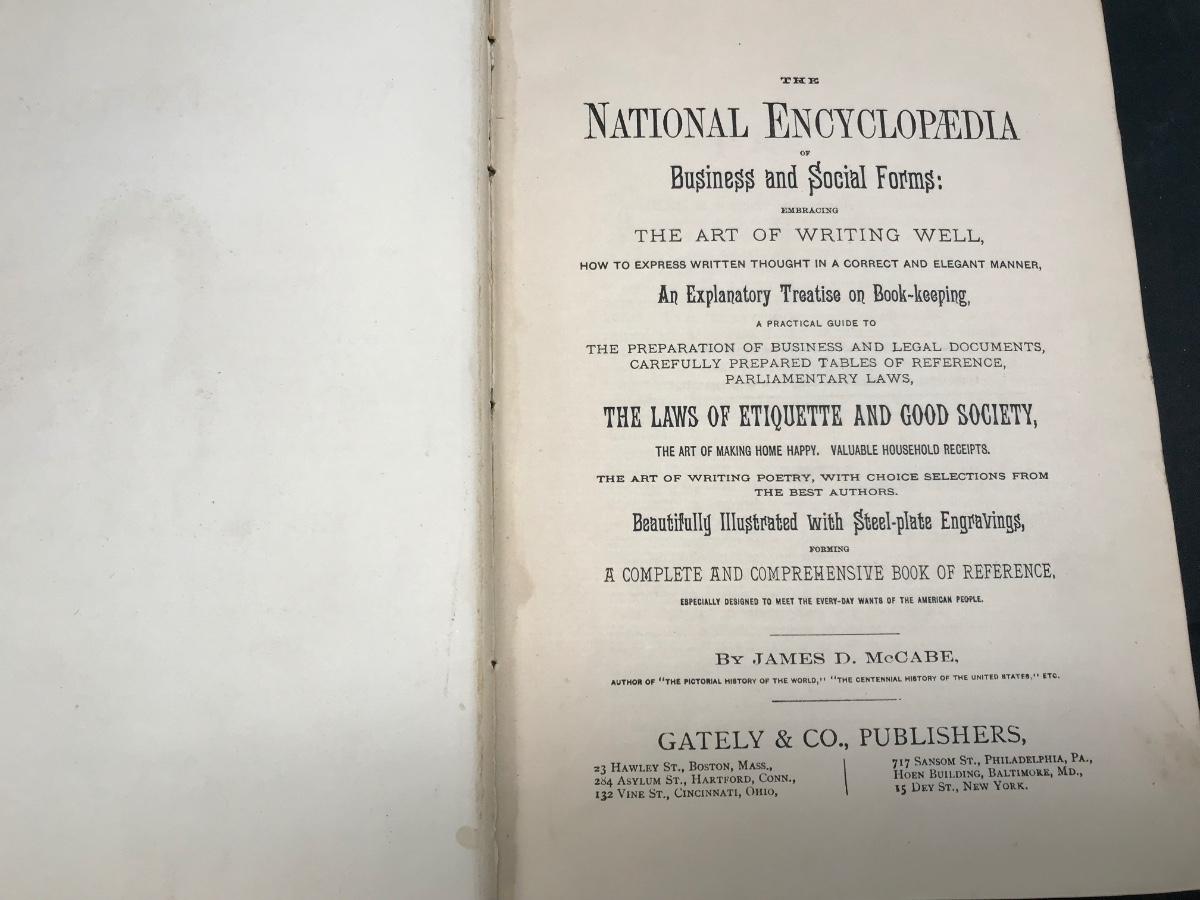 THE
NATIONAL ENCYCLOPÆDIA
OF
Business and Social Forms:
EMBRACING
THE ART OF WRITING WELL,
HOW TO EXPRESS WRITTEN THOUGHT IN A CORRECT AND ELEGANT MANNER,
An Explanatory Treatise on Book-keeping,
A PRACTICAL GUIDE TO
THE PREPARATION OF BUSINESS AND LEGAL DOCUMENTS,
CAREFULLY PREPARED TABLES OF REFERENCE,
PARLIAMENTARY LAWS,
THE LAWS OF ETIQUETTE AND GOOD SOCIETY,
THE ART OF MAKING HOME HAPPY. VALUABLE HOUSEHOLD RECEIPTS.
THE ART OF WRITING POETRY, WITH CHOICE SELECTIONS FROM
THE BEST AUTHORS.
Beautifully Illustrated with Steel-plate Engravings,
FORMING
A COMPLETE AND COMPREHENSIVE BOOK OF REFERENCE,
ESPECIALLY DESIGNED TO MEET THE EVERY-DAY WANTS OF THE AMERICAN PEOPLE.
BY JAMES D. McCABE,
AUTHOR OF "THE PICTORIAL HISTORY OF THE WORLD," "THE CENTENNIAL HISTORY OF THE UNITED STATES," ETC.
GATELY & CO., PUBLISHERS,
23 HAWLEY ST., BOSTON, MASS.,
284 ASYLUM ST., HARTFORD, CONN.,
132 VINE ST., CINCINNATI, OHIO,
717 SANSOM ST., PHILADELPHIA, PA.,
HOEN BUILDING, BALTIMORE, MD.,
15 DEY ST., NEW YORK.